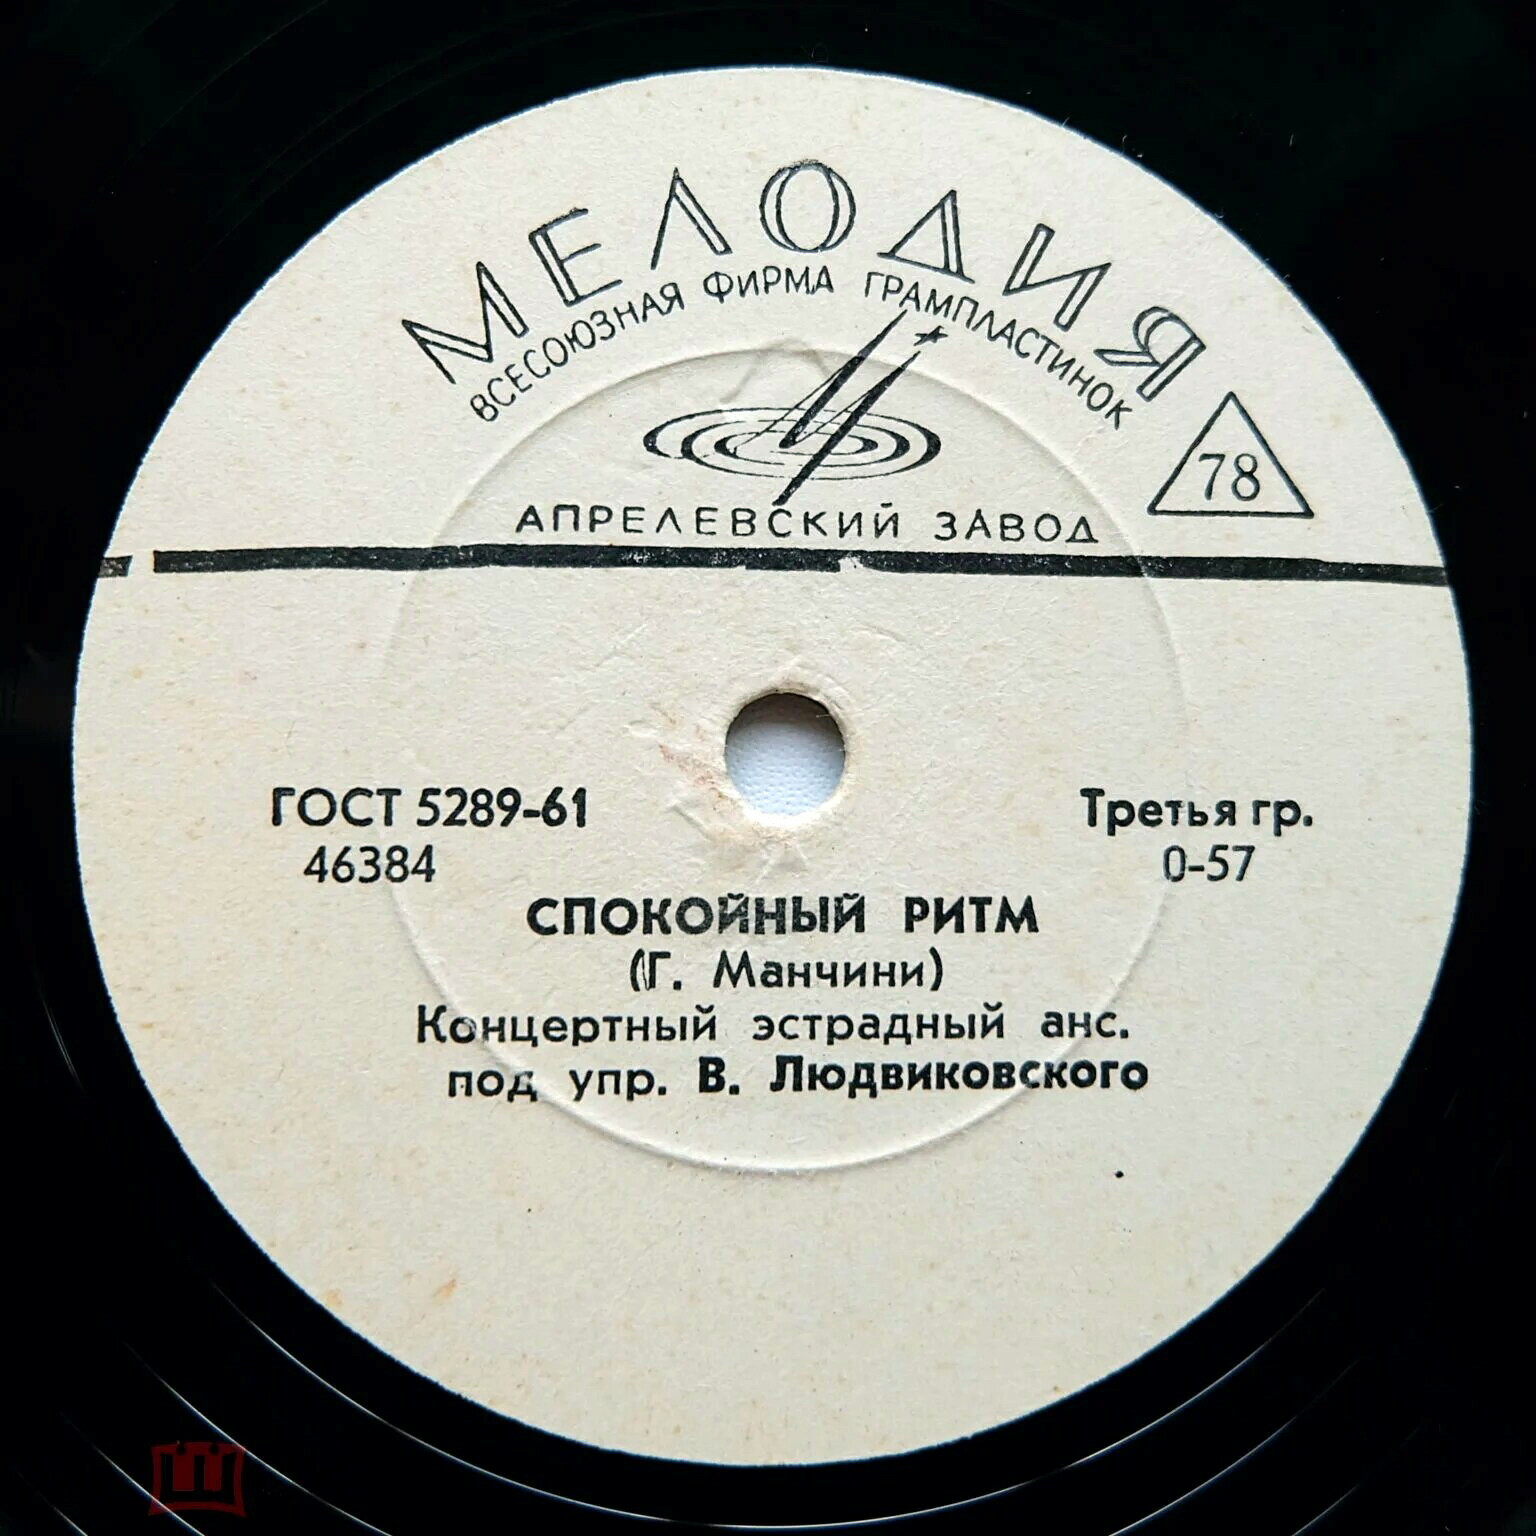 МЕЛОДИЯ
ВСЕСОЮЗНАЯ ФИРМА ГРАМПЛАСТИНОК
78
АПРЕЛЕВСКИЙ ЗАВОД
ГОСТ 5289-61
Третья гр.
46384
0-57
СПОКОЙНЫЙ РИТМ
(Г. Манчини)
Концертный эстрадный анс.
под упр. В. Людвиковского